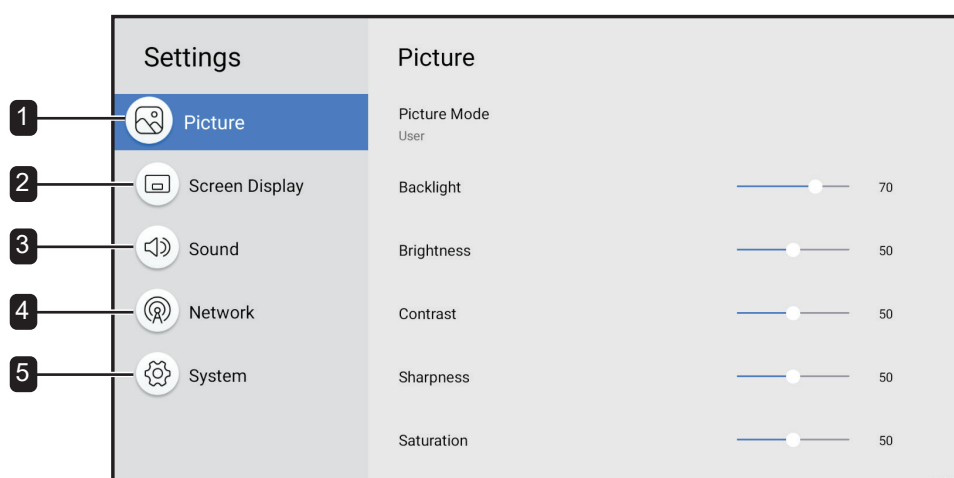 Settings
1 Picture
2 Screen Display
3 Sound
4 Network
5 System
Picture
Picture Mode
User
Backlight 70
Brightness 50
Contrast 50
Sharpness 50
Saturation 50